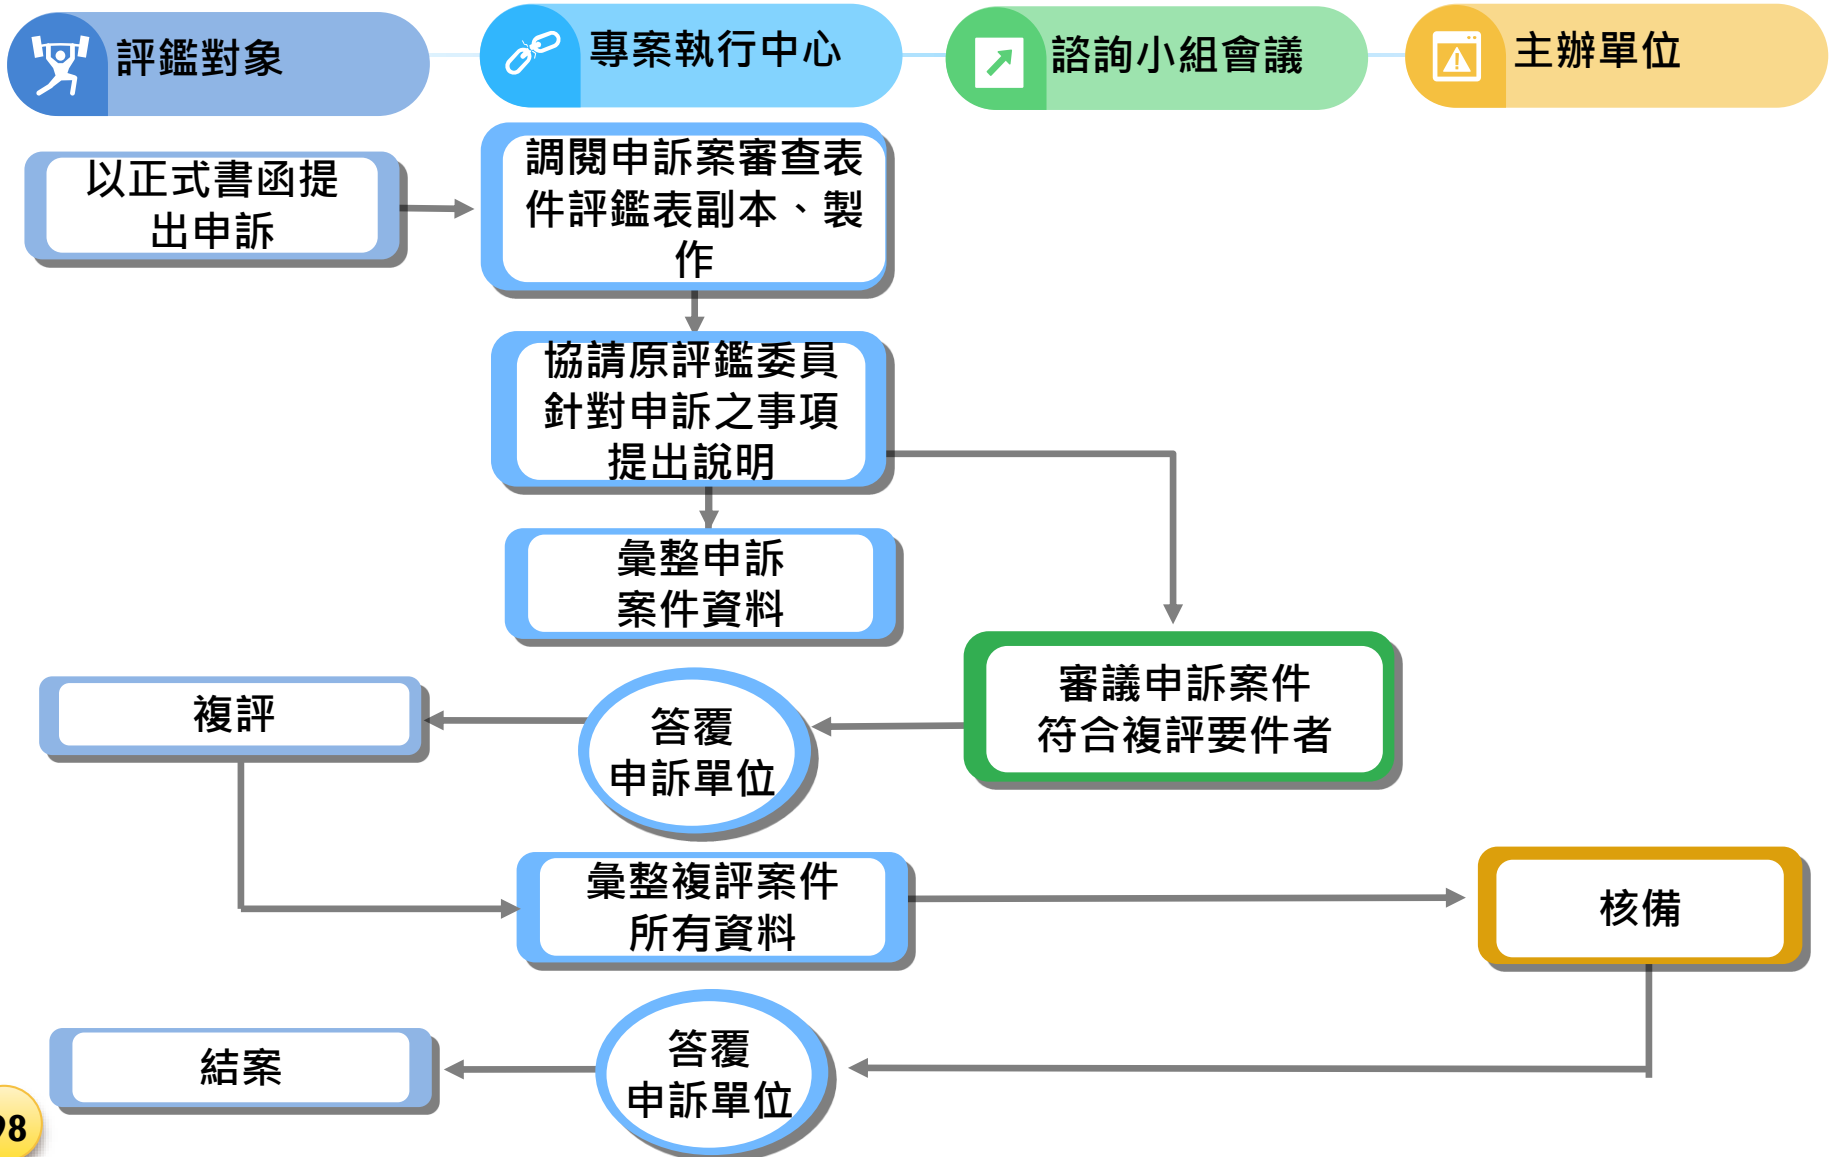 評鑑對象
專案執行中心
諮詢小組會議
主辦單位
以正式書函提
出申訴
調閱申訴案審查表
件評鑑表副本、製
作
協請原評鑑委員
針對申訴之事項
提出說明
彙整申訴
案件資料
審議申訴案件
符合複評要件者
答覆
申訴單位
複評
彙整複評案件
所有資料
核備
答覆
申訴單位
結案
98